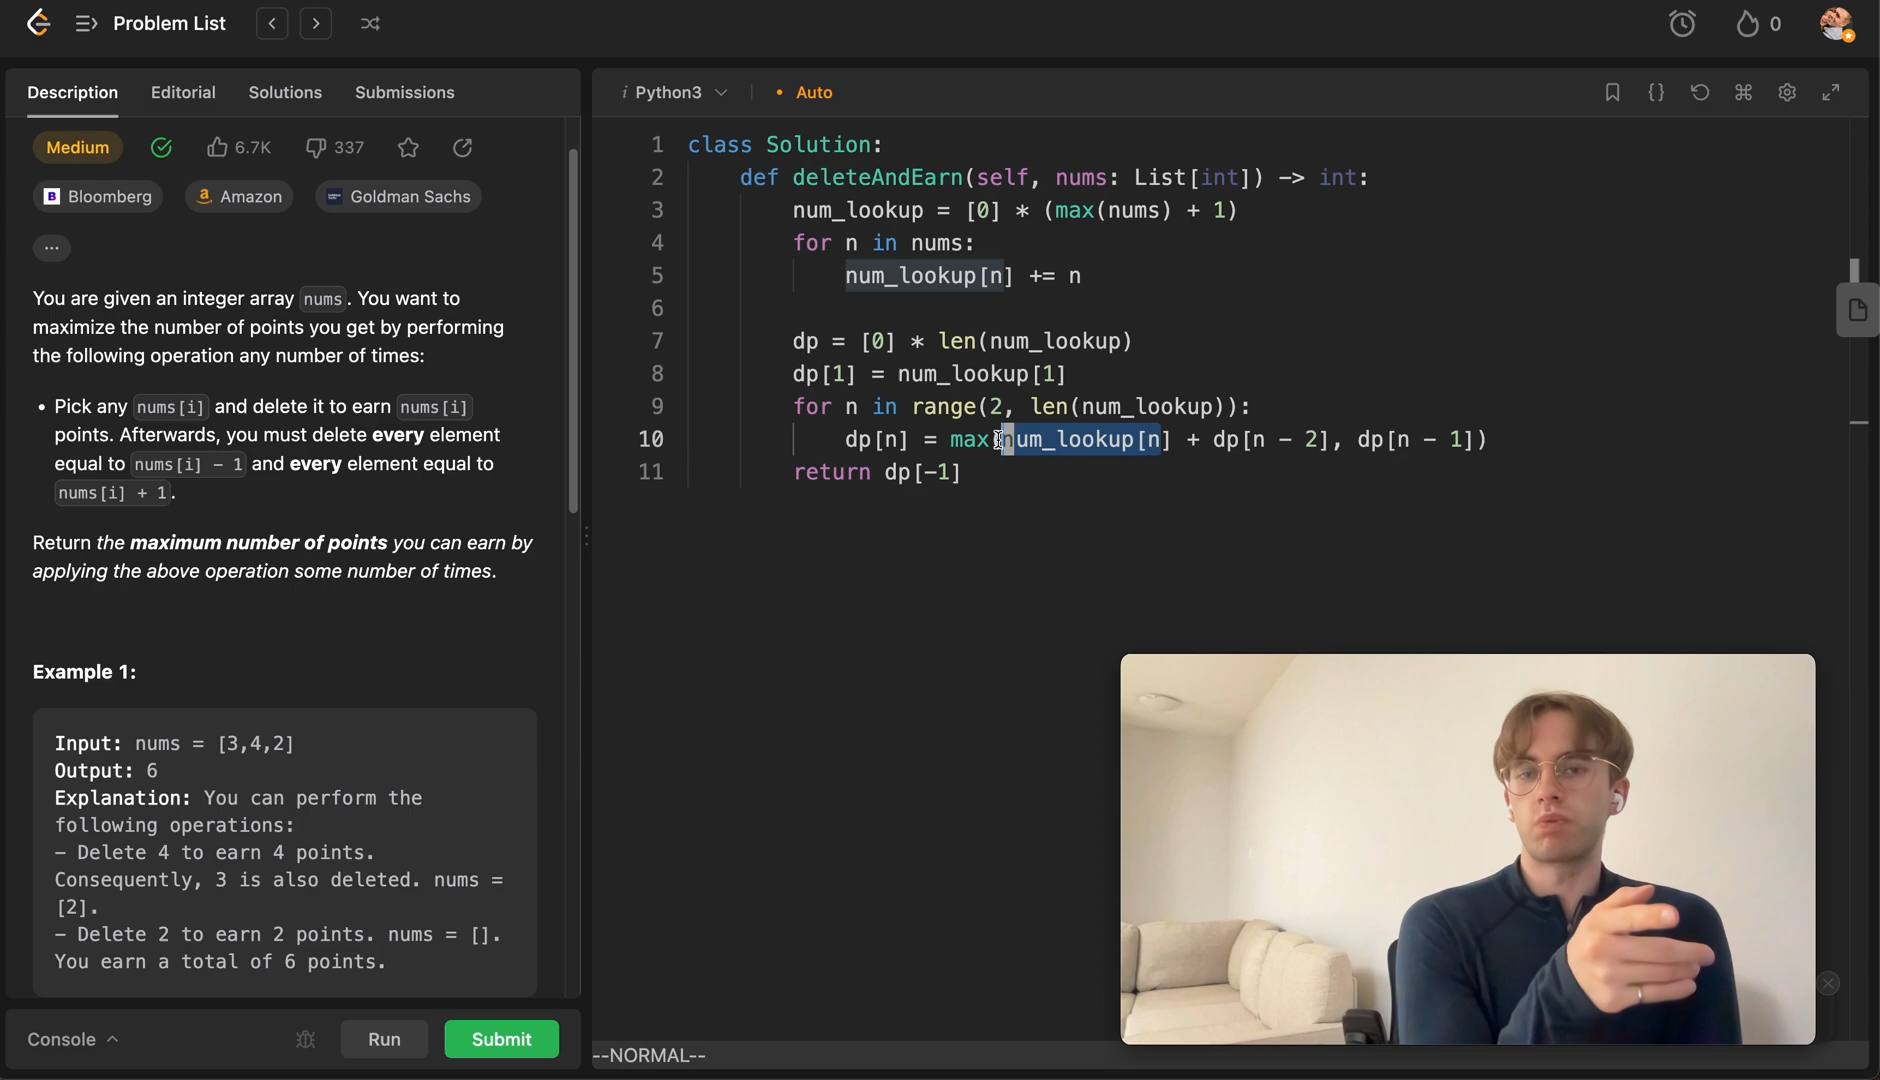 Problem List
0
Description Editorial Solutions Submissions
Medium 6.7K 337
Bloomberg Amazon Goldman Sachs
...
You are given an integer array nums. You want to
maximize the number of points you get by performing
the following operation any number of times:
• Pick any nums[i] and delete it to earn nums[i]
points. Afterwards, you must delete every element
equal to nums[i] - 1 and every element equal to
nums[i] + 1.
Return the maximum number of points you can earn by
applying the above operation some number of times.
Example 1:
Input: nums = [3,4,2]
Output: 6
Explanation: You can perform the
following operations:
- Delete 4 to earn 4 points.
Consequently, 3 is also deleted. nums =
[2].
- Delete 2 to earn 2 points. nums = [].
You earn a total of 6 points.
Console Run Submit
i Python3 • Auto
1 class Solution:
2 def deleteAndEarn(self, nums: List[int]) -> int:
3 num_lookup = [0] * (max(nums) + 1)
4 for n in nums:
5 num_lookup[n] += n
6
7 dp = [0] * len(num_lookup)
8 dp[1] = num_lookup[1]
9 for n in range(2, len(num_lookup)):
10 dp[n] = max(num_lookup[n] + dp[n - 2], dp[n - 1])
11 return dp[-1]
--NORMAL--